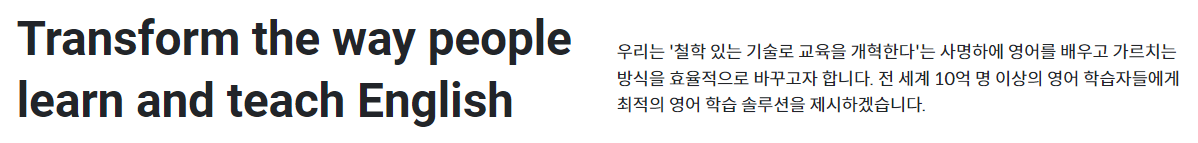 Transform the way people
learn and teach English
우리는 '철학 있는 기술로 교육을 개혁한다'는 사명하에 영어를 배우고 가르치는
방식을 효율적으로 바꾸고자 합니다. 전 세계 10억 명 이상의 영어 학습자들에게
최적의 영어 학습 솔루션을 제시하겠습니다.